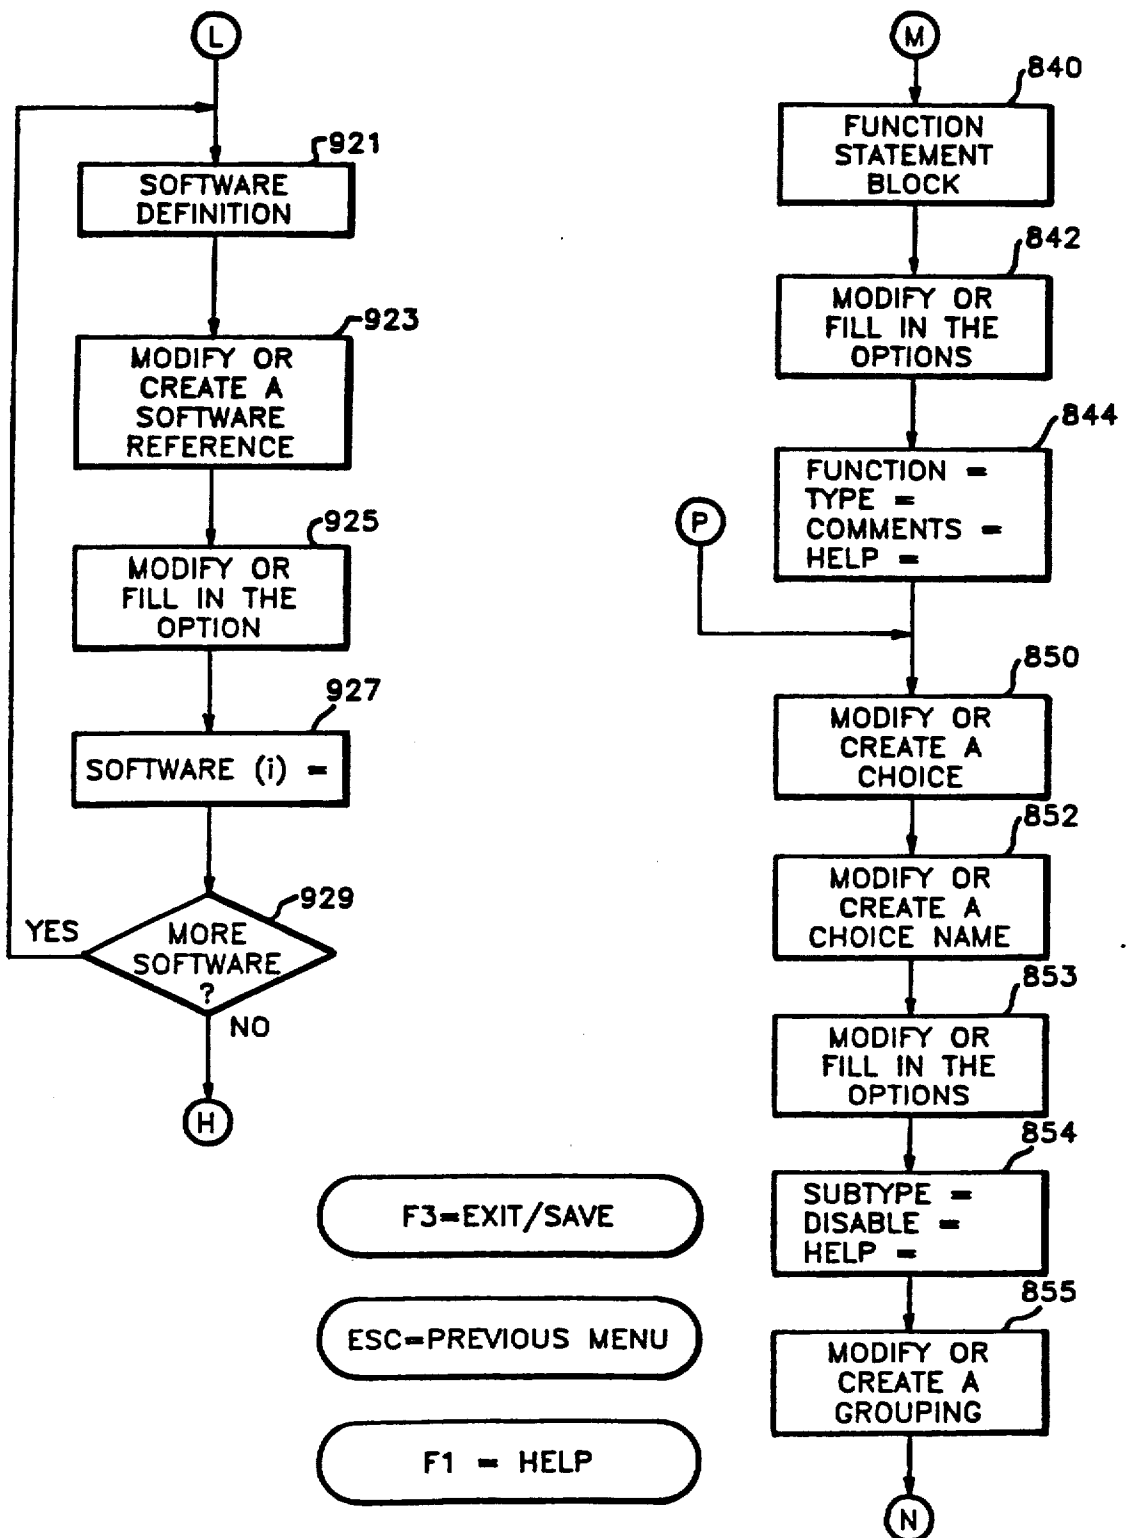 L
921
SOFTWARE
DEFINITION
923
MODIFY OR
CREATE A
SOFTWARE
REFERENCE
925
MODIFY OR
FILL IN THE
OPTION
927
SOFTWARE (i) =
929
YES
MORE
SOFTWARE
?
NO
H
F3=EXIT/SAVE
ESC=PREVIOUS MENU
F1 = HELP
M
840
FUNCTION
STATEMENT
BLOCK
842
MODIFY OR
FILL IN THE
OPTIONS
844
FUNCTION =
TYPE =
COMMENTS =
HELP =
P
850
MODIFY OR
CREATE A
CHOICE
852
MODIFY OR
CREATE A
CHOICE NAME
853
MODIFY OR
FILL IN THE
OPTIONS
854
SUBTYPE =
DISABLE =
HELP =
855
MODIFY OR
CREATE A
GROUPING
N